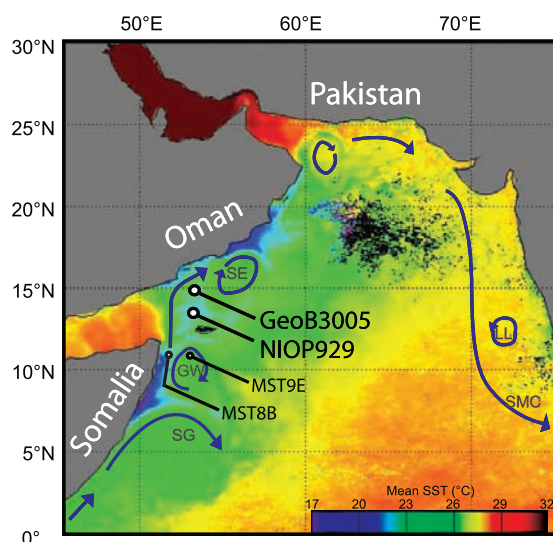 50°E 60°E 70°E
30°N
Pakistan
25°N
20°N
Oman
SE
15°N
GeoB3005
NIOP929
LL
10°N
GW
MST9E
Somalia
MST8B
SMC
SG
5°N
Mean SST (°C)
17 20 23 26 29 32
0°